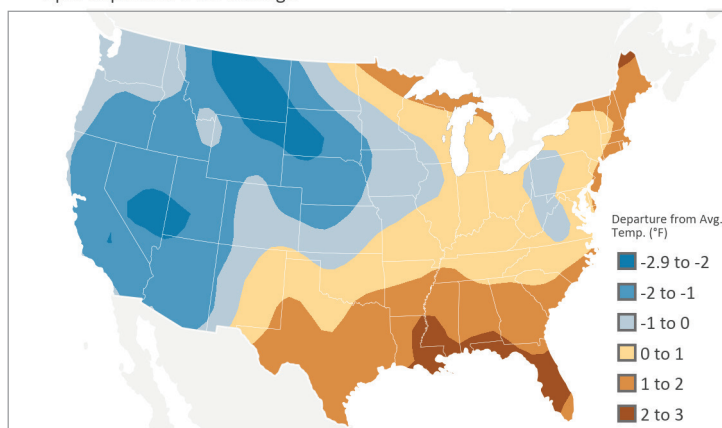 Departure from Avg.
Temp. (°F)
-2.9 to -2
-2 to -1
-1 to 0
0 to 1
1 to 2
2 to 3